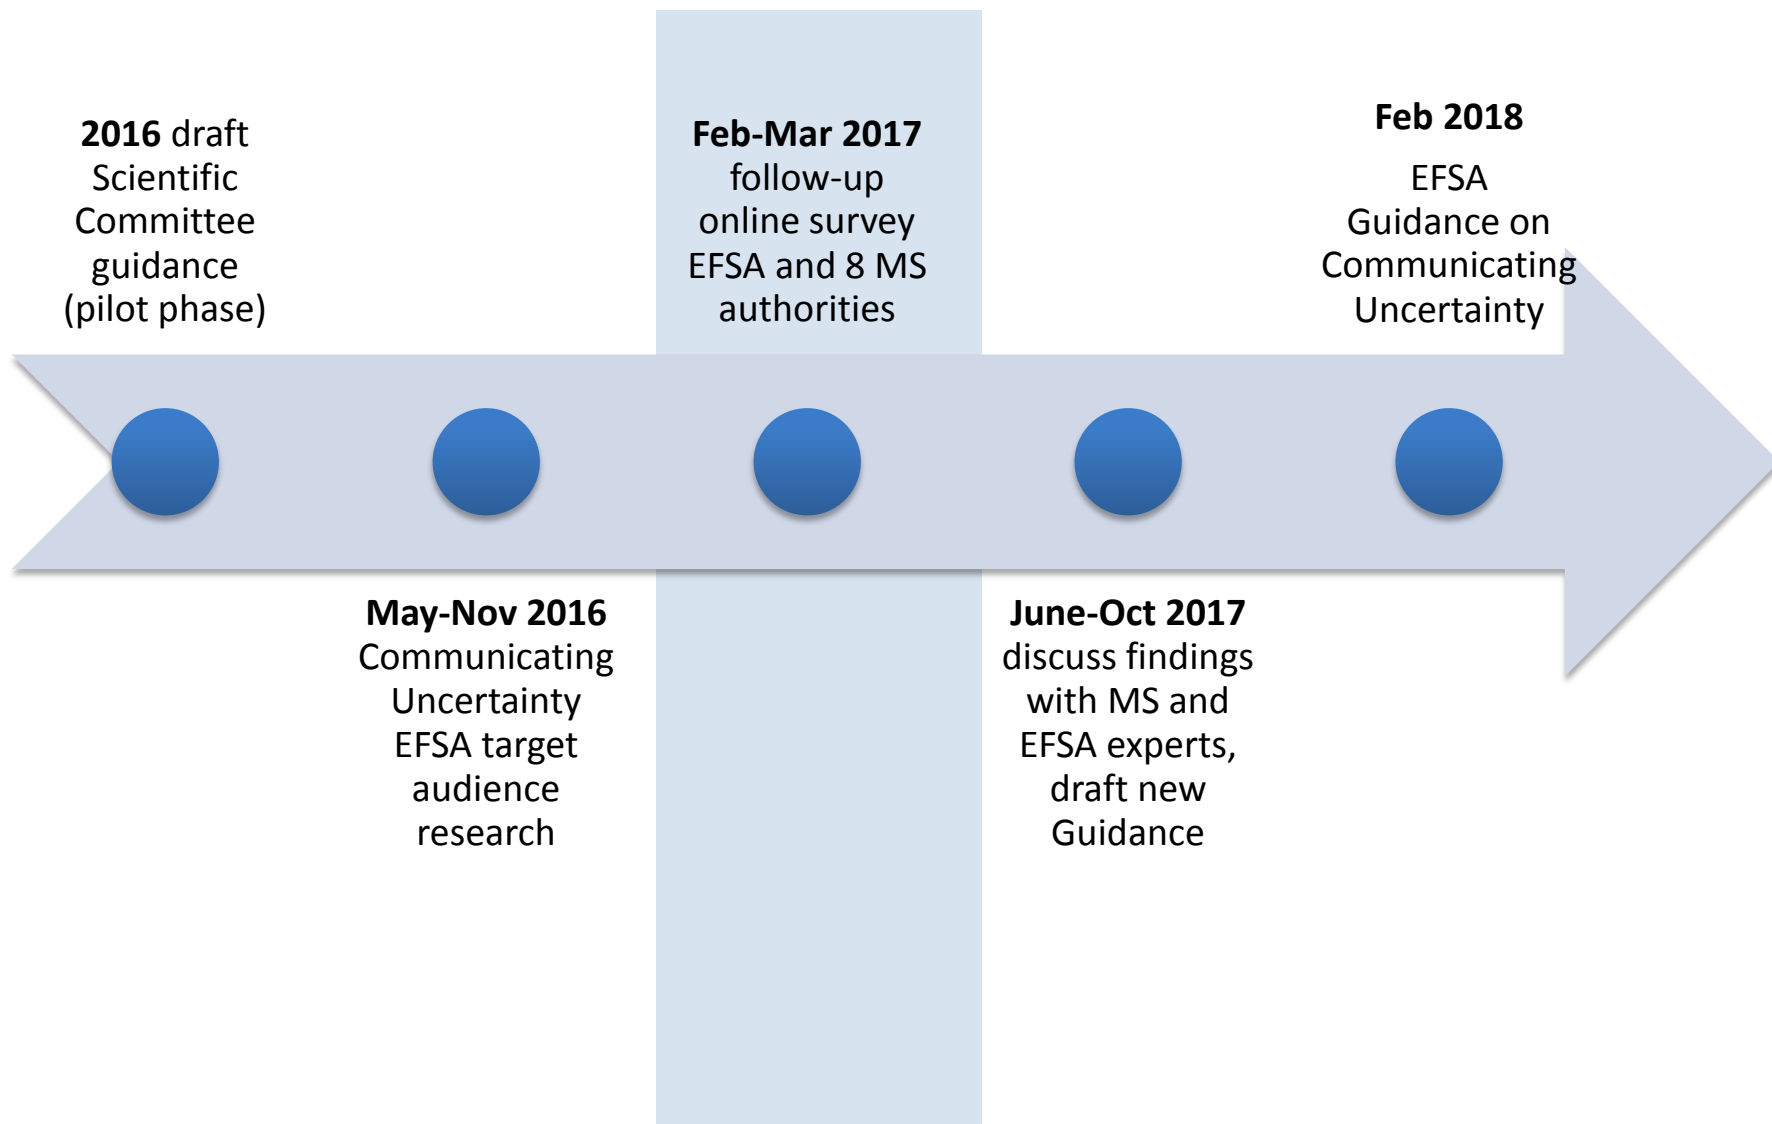 2016 draft
Scientific
Committee
guidance
(pilot phase)
May-Nov 2016
Communicating
Uncertainty
EFSA target
audience
research
Feb-Mar 2017
follow-up
online survey
EFSA and 8 MS
authorities
June-Oct 2017
discuss findings
with MS and
EFSA experts,
draft new
Guidance
Feb 2018
EFSA
Guidance on
Communicating
Uncertainty